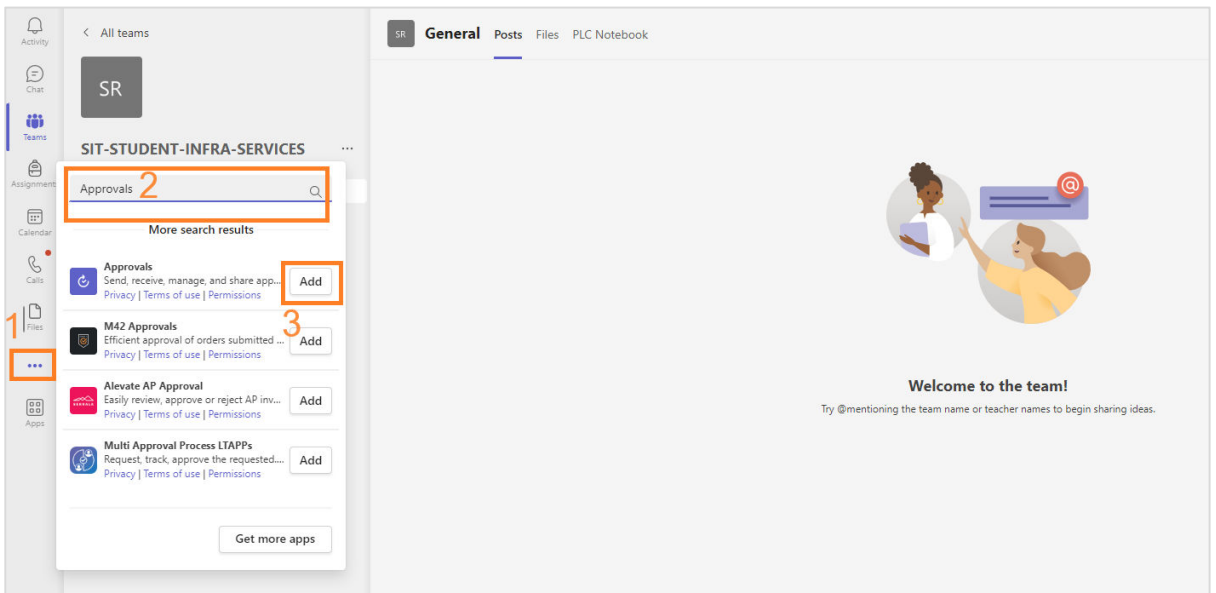 Activity
Chat
Teams
Assignment
Calendar
Calls
Files
Apps
1
< All teams
SR
SIT-STUDENT-INFRA-SERVICES ...
Approvals
2
More search results
Approvals
Send, receive, manage, and share app...
Privacy | Terms of use | Permissions
Add
3
M42 Approvals
Efficient approval of orders submitted ...
Privacy | Terms of use | Permissions
Add
Alevate AP Approval
Easily review, approve or reject AP inv...
Privacy | Terms of use | Permissions
Add
Multi Approval Process LTAPPs
Request, track, approve the requested....
Privacy | Terms of use | Permissions
Add
Get more apps
SR General Posts Files PLC Notebook
@
Welcome to the team!
Try @mentioning the team name or teacher names to begin sharing ideas.